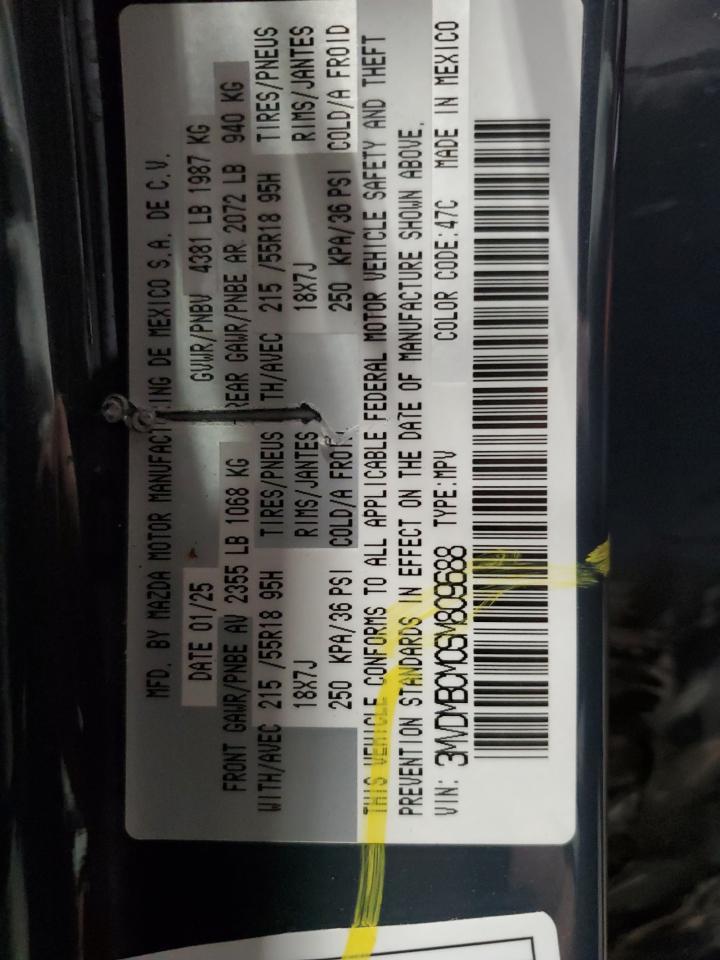 MFD. BY MAZDA MOTOR MANUFACTURING DE MEXICO S.A. DE C.V.
DATE 01/25 GVWR/PNBV 4381 LB 1987 KG
FRONT GAWR/PNBE AV 2355 LB 1068 KG REAR GAWR/PNBE AR 2072 LB 940 KG
WITH/AVEC 215 /55R18 95H TIRES/PNEUS TH/AVEC 215 /55R18 95H TIRES/PNEUS
18X7J RIMS/JANTES 18X7J RIMS/JANTES
250 KPA/36 PSI COLD/A FROI 250 KPA/36 PSI COLD/A FROID
THIS VEHICLE CONFORMS TO ALL APPLICABLE FEDERAL MOTOR VEHICLE SAFETY AND THEFT
PREVENTION STANDARDS IN EFFECT ON THE DATE OF MANUFACTURE SHOWN ABOVE.
VIN: 3MVDMBCM0SM809688 TYPE:MPV COLOR CODE:47C MADE IN MEXICO